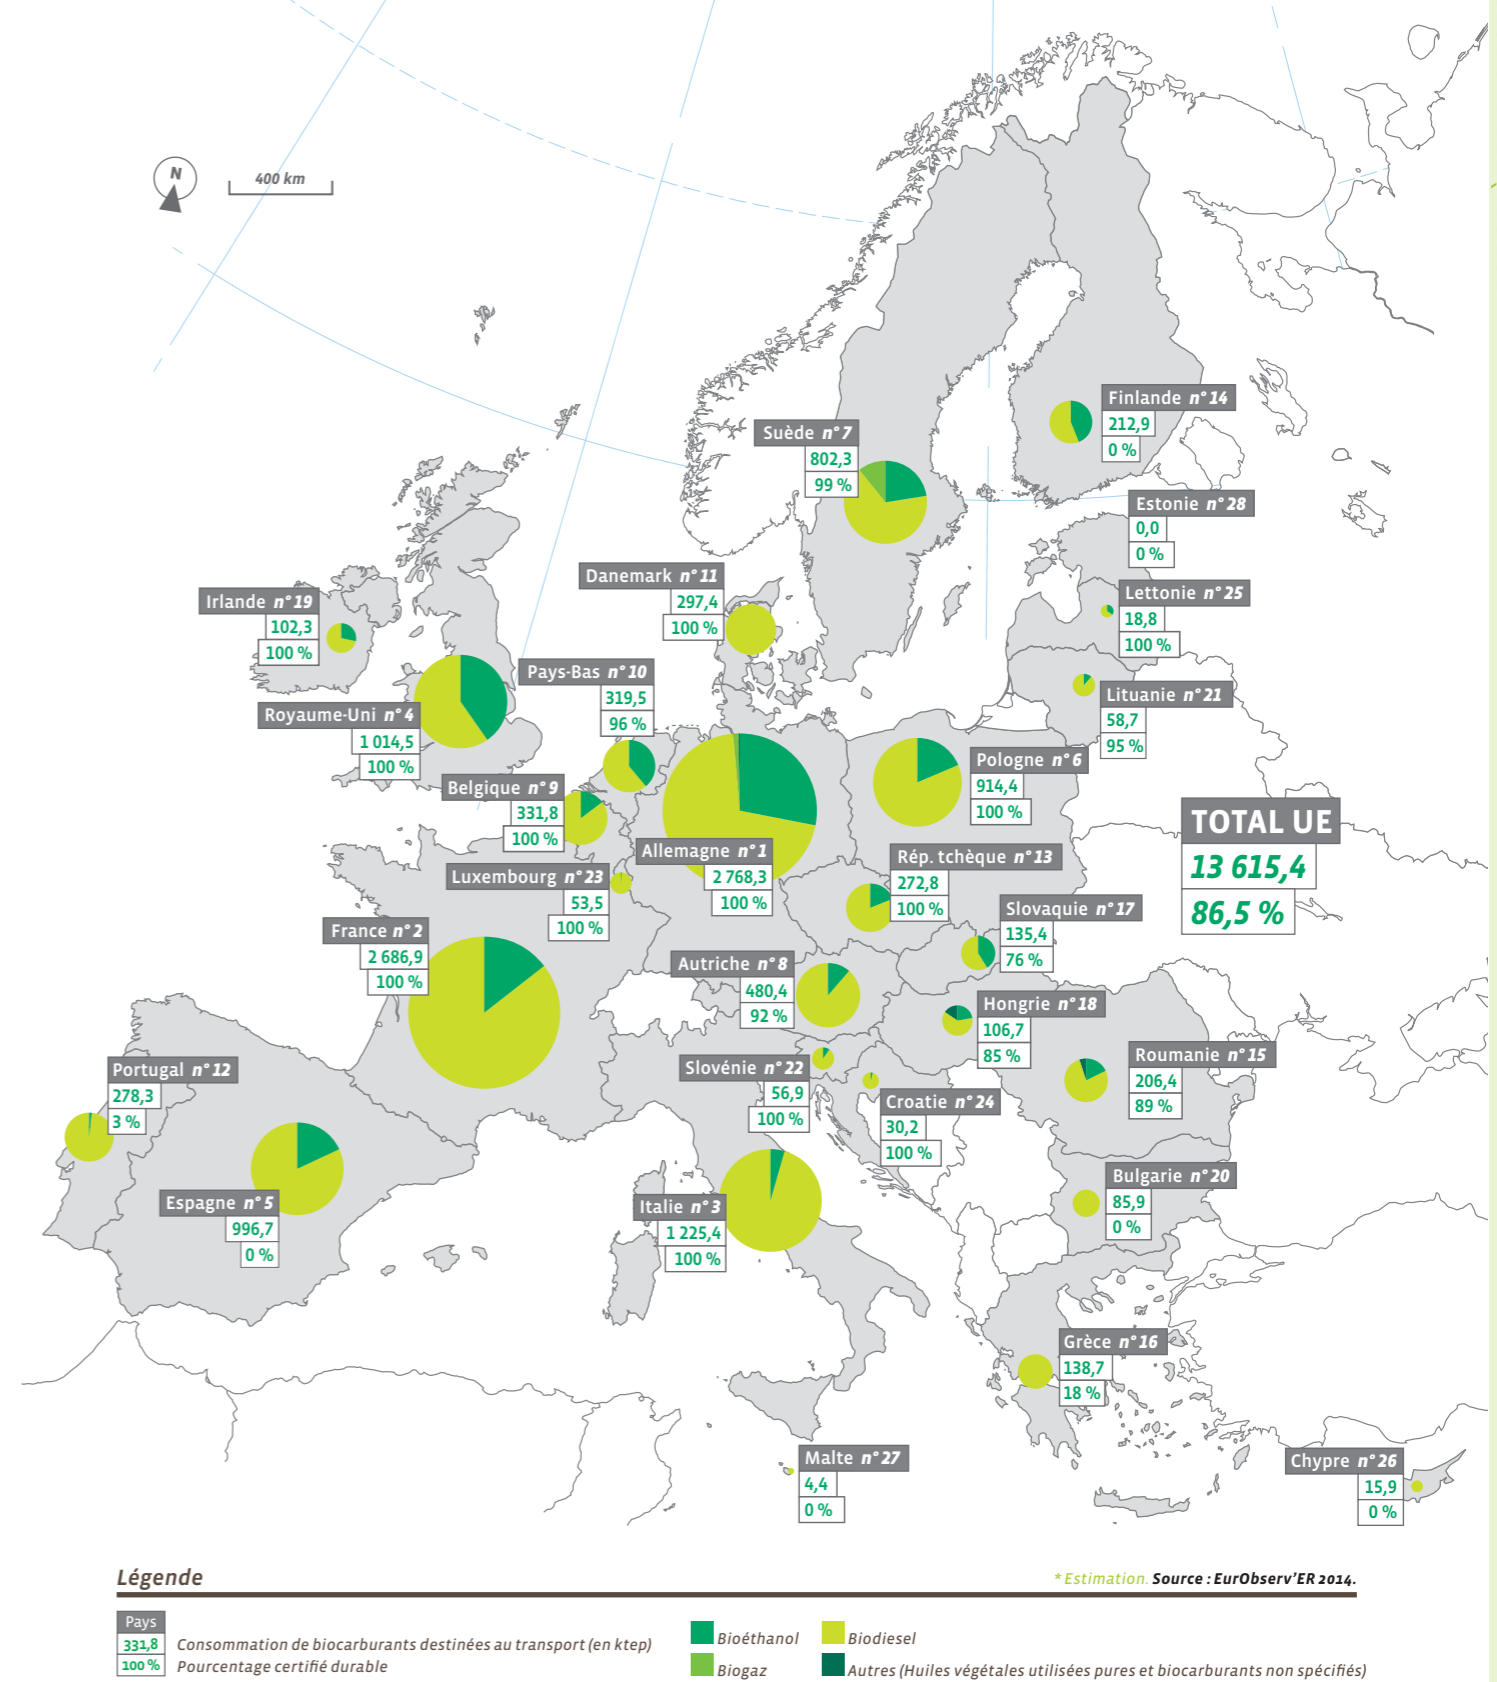 N
400 km
Finlande n° 14
212,9
0 %
Suède n° 7
802,3
99 %
Estonie n° 28
0,0
0 %
Danemark n° 11
297,4
100 %
Lettonie n° 25
18,8
100 %
Irlande n° 19
102,3
100 %
Pays-Bas n° 10
319,5
96 %
Lituanie n° 21
58,7
95 %
Royaume-Uni n° 4
1 014,5
100 %
Pologne n° 6
914,4
100 %
Belgique n° 9
331,8
100 %
TOTAL UE
13 615,4
86,5 %
Allemagne n° 1
2 768,3
100 %
Rép. tchèque n° 13
272,8
100 %
Luxembourg n° 23
53,5
100 %
Slovaquie n° 17
135,4
76 %
France n° 2
2 686,9
100 %
Autriche n° 8
480,4
92 %
Hongrie n° 18
106,7
85 %
Roumanie n° 15
206,4
89 %
Portugal n° 12
278,3
3 %
Slovénie n° 22
56,9
100 %
Croatie n° 24
30,2
100 %
Bulgarie n° 20
85,9
0 %
Espagne n° 5
996,7
0 %
Italie n° 3
1 225,4
100 %
Grèce n° 16
138,7
18 %
Malte n° 27
4,4
0 %
Chypre n° 26
15,9
0 %
Légende
* Estimation. Source : EurObserv'ER 2014.
Pays
331,8 Consommation de biocarburants destinées au transport (en ktep)
100 % Pourcentage certifié durable
Bioéthanol
Biodiesel
Biogaz
Autres (Huiles végétales utilisées pures et biocarburants non spécifiés)